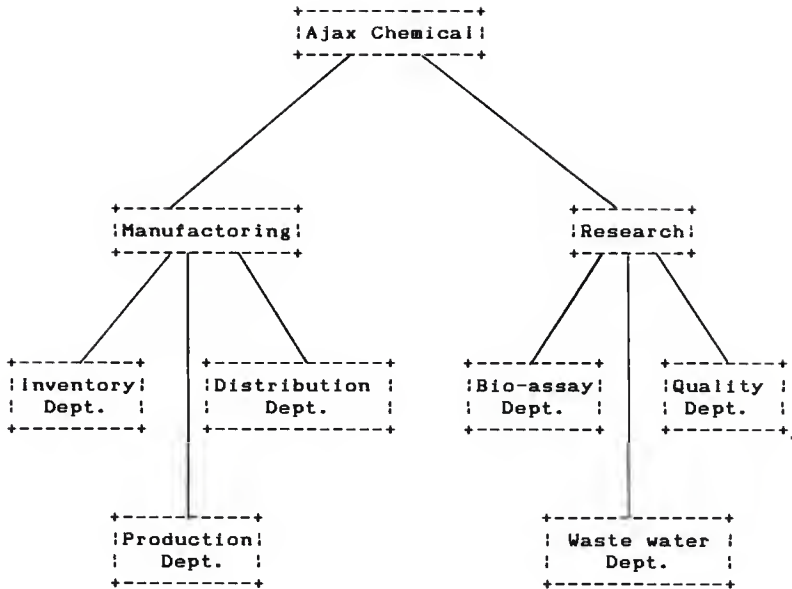 Ajax Chemical
Manufactoring
Research
Inventory
Dept.
Distribution
Dept.
Bio-assay
Dept.
Quality
Dept.
Production
Dept.
Waste water
Dept.